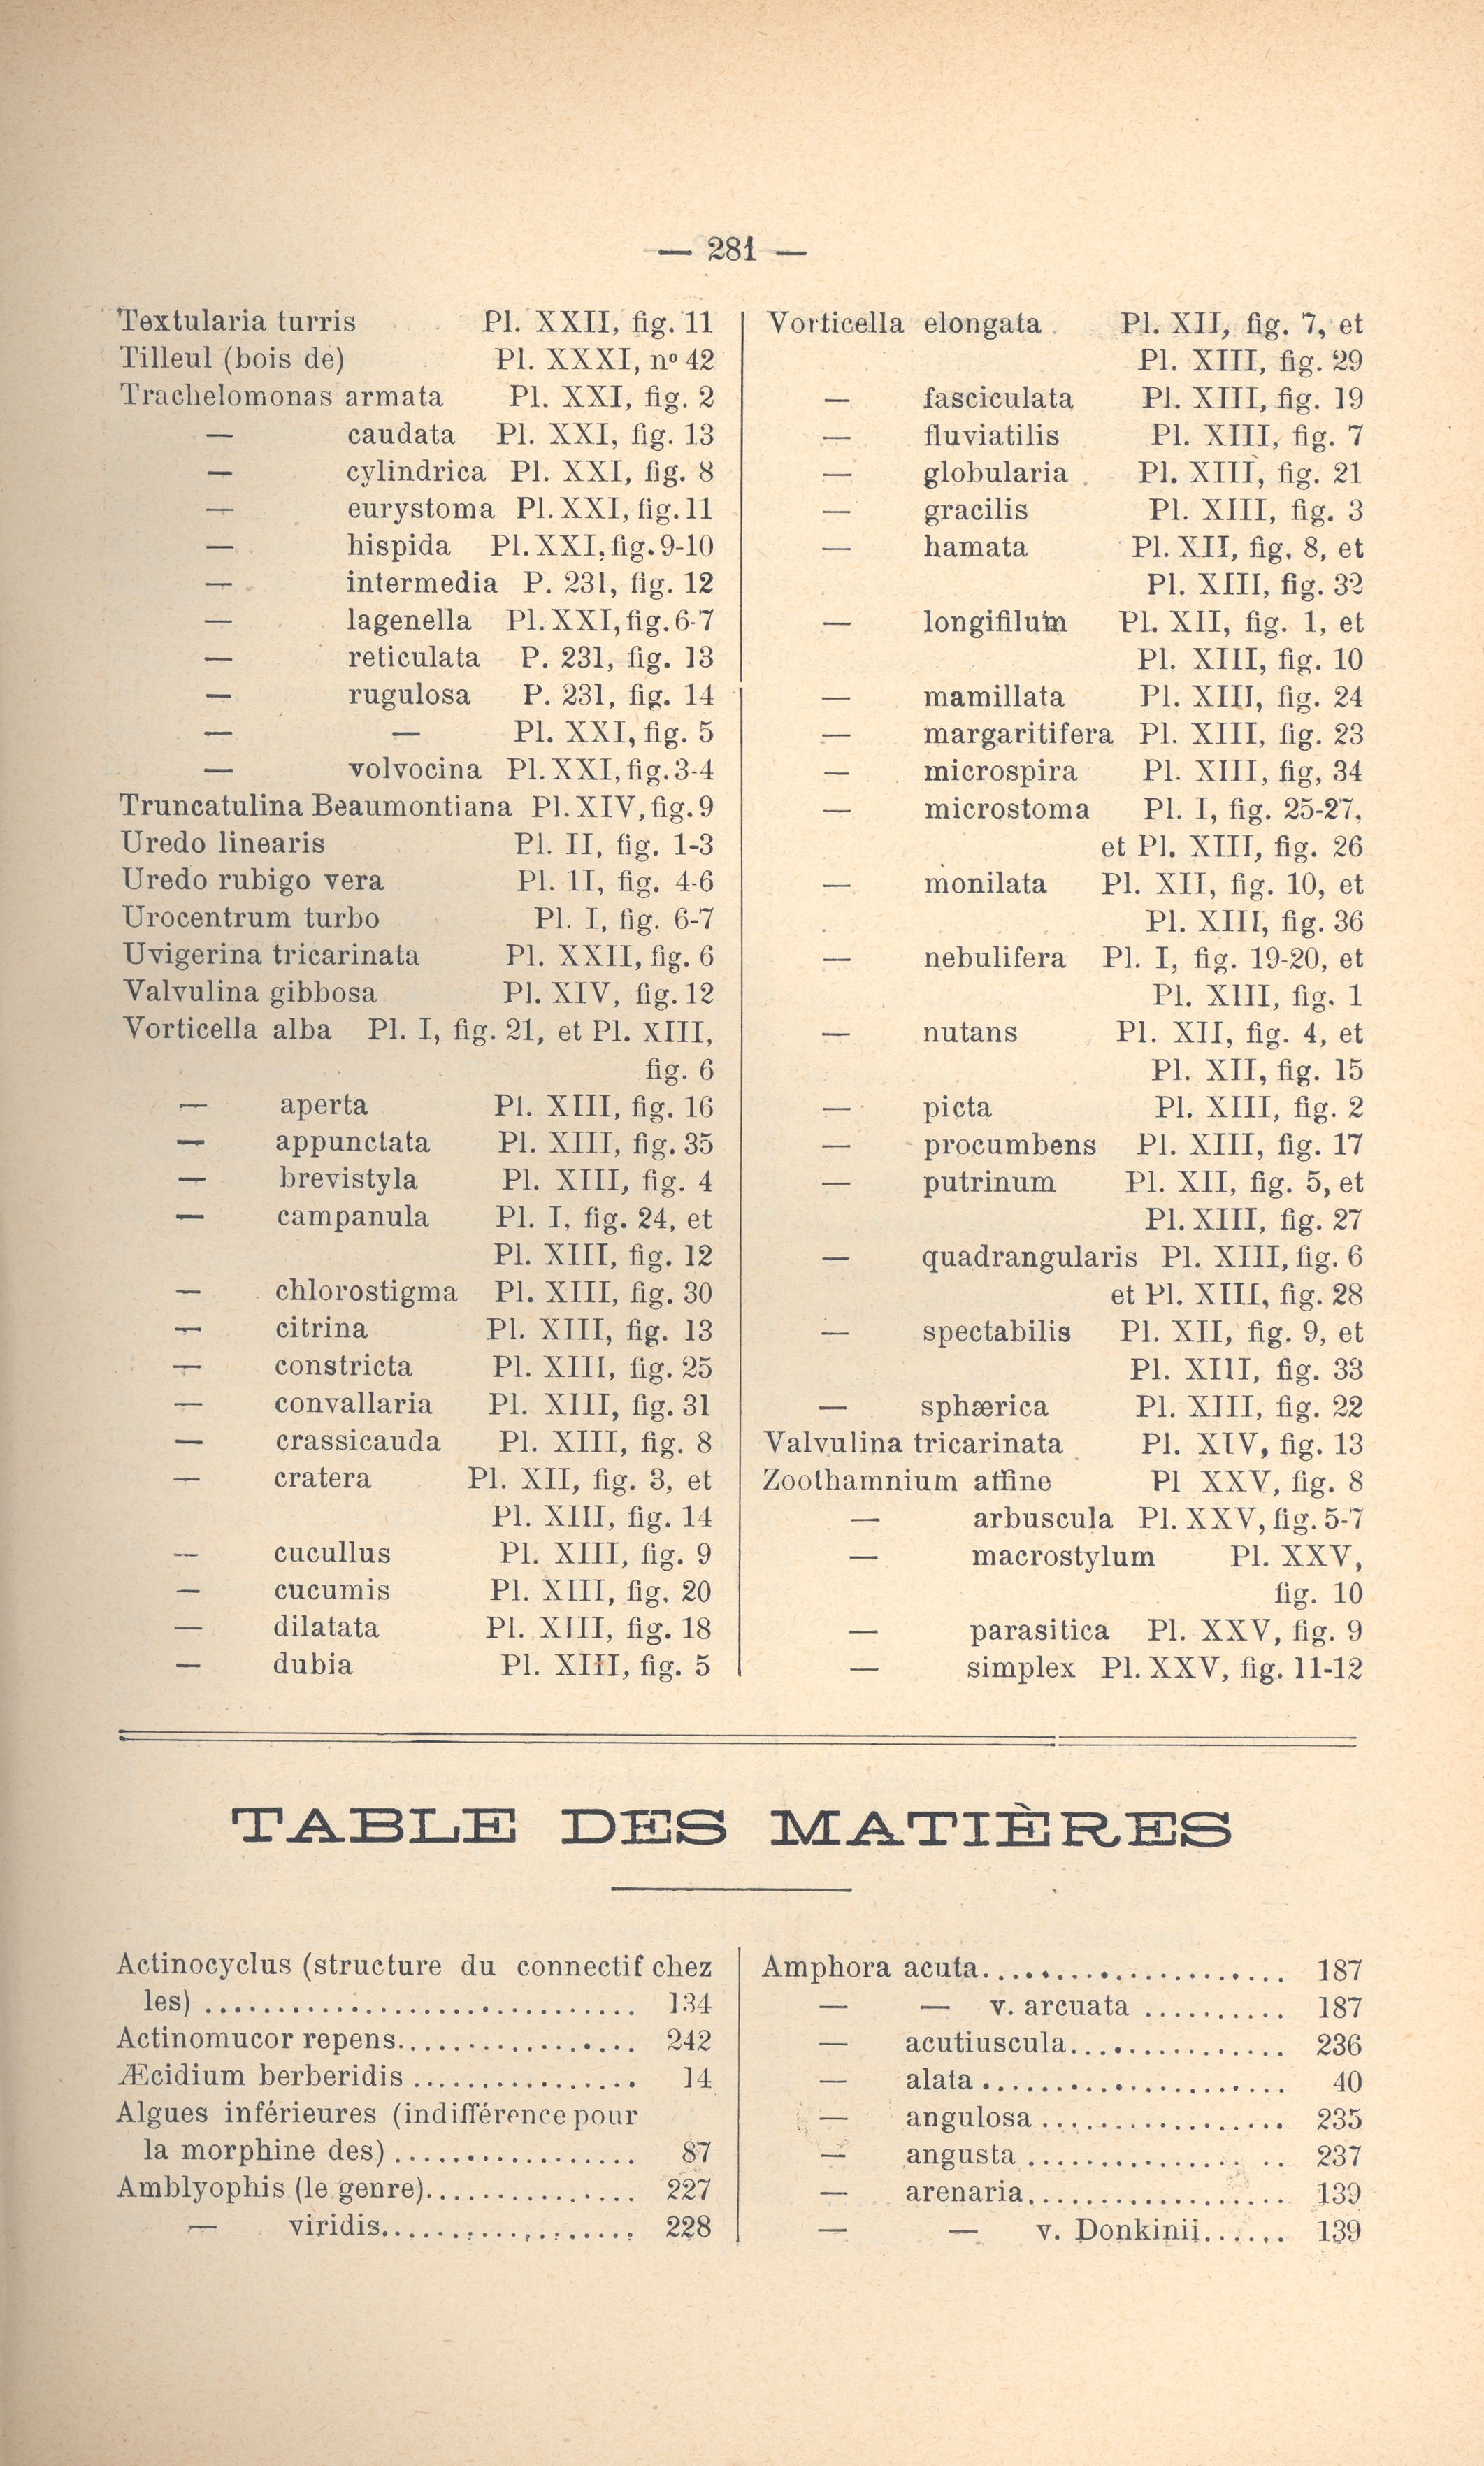 — 281 —
Textularia turris Pl. XXII, fig. 11
Tilleul (bois de) Pl. XXXI, nº 42
Trachelomonas armata Pl. XXI, fig. 2
— caudata Pl. XXI, fig. 13
— cylindrica Pl. XXI, fig. 8
— eurystoma Pl. XXI, fig. 11
— hispida Pl. XXI, fig. 9-10
— intermedia P. 231, fig. 12
— lagenella Pl. XXI, fig. 6-7
— reticulata P. 231, fig. 13
— rugulosa P. 231, fig. 14
— — Pl. XXI, fig. 5
— volvocina Pl. XXI, fig. 3-4
Truncatulina Beaumontiana Pl. XIV, fig. 9
Uredo linearis Pl. II, fig. 1-3
Uredo rubigo vera Pl. 1I, fig. 4-6
Urocentrum turbo Pl. I, fig. 6-7
Uvigerina tricarinata Pl. XXII, fig. 6
Valvulina gibbosa Pl. XIV, fig. 12
Vorticella alba Pl. I, fig. 21, et Pl. XIII,
fig. 6
— aperta Pl. XIII, fig. 16
— appunctata Pl. XIII, fig. 35
— brevistyla Pl. XIII, fig. 4
— campanula Pl. I, fig. 24, et
Pl. XIII, fig. 12
— chlorostigma Pl. XIII, fig. 30
— citrina Pl. XIII, fig. 13
— constricta Pl. XIII, fig. 25
— convallaria Pl. XIII, fig. 31
— crassicauda Pl. XIII, fig. 8
— cratera Pl. XII, fig. 3, et
Pl. XIII, fig. 14
— cucullus Pl. XIII, fig. 9
— cucumis Pl. XIII, fig. 20
— dilatata Pl. XIII, fig. 18
— dubia Pl. XIII, fig. 5
Vorticella elongata Pl. XII, fig. 7, et
Pl. XIII, fig. 29
— fasciculata Pl. XIII, fig. 19
— fluviatilis Pl. XIII, fig. 7
— globularia Pl. XIII, fig. 21
— gracilis Pl. XIII, fig. 3
— hamata Pl. XII, fig. 8, et
Pl. XIII, fig. 32
— longifilum Pl. XII, fig. 1, et
Pl. XIII, fig. 10
— mamillata Pl. XIII, fig. 24
— margaritifera Pl. XIII, fig. 23
— microspira Pl. XIII, fig, 34
— microstoma Pl. I, fig. 25-27,
et Pl. XIII, fig. 26
— monilata Pl. XII, fig. 10, et
Pl. XIII, fig. 36
— nebulifera Pl. I, fig. 19-20, et
Pl. XIII, fig. 1
— nutans Pl. XII, fig. 4, et
Pl. XII, fig. 15
— picta Pl. XIII, fig. 2
— procumbens Pl. XIII, fig. 17
— putrinum Pl. XII, fig. 5, et
Pl. XIII, fig. 27
— quadrangularis Pl. XIII, fig. 6
et Pl. XIII, fig. 28
— spectabilis Pl. XII, fig. 9, et
Pl. XIII, fig. 33
— sphærica Pl. XIII, fig. 22
Valvulina tricarinata Pl. XIV, fig. 13
Zoothamnium affine Pl XXV, fig. 8
— arbuscula Pl. XXV, fig. 5-7
— macrostylum Pl. XXV,
fig. 10
— parasitica Pl. XXV, fig. 9
— simplex Pl. XXV, fig. 11-12
TABLE DES MATIÈRES
Actinocyclus (structure du connectif chez
les) .............................. 134
Actinomucor repens................. 242
Æcidium berberidis ................ 14
Algues inférieures (indifférence pour
la morphine des) ................. 87
Amblyophis (le genre)............... 227
— viridis.................. 228
Amphora acuta...................... 187
— — v. arcuata .......... 187
— acutiuscula................ 236
— alata ...................... 40
— angulosa .................. 235
— angusta .................. 237
— arenaria................... 139
— — v. Donkinii...... 139